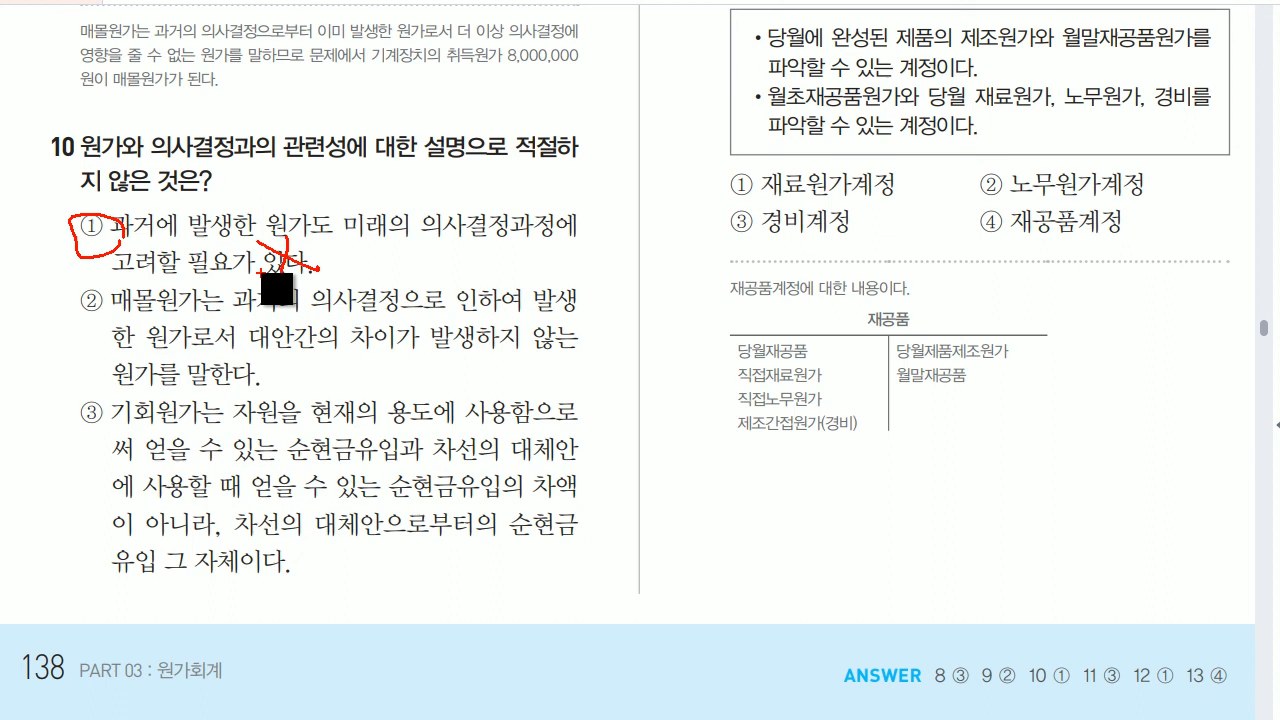 매몰원가는 과거의 의사결정으로부터 이미 발생한 원가로서 더 이상 의사결정에
영향을 줄 수 없는 원가를 말하므로 문제에서 기계장치의 취득원가 8,000,000
원이 매몰원가가 된다.
10 원가와 의사결정과의 관련성에 대한 설명으로 적절하
지 않은 것은?
① 과거에 발생한 원가도 미래의 의사결정과정에
고려할 필요가 있다.
② 매몰원가는 의사결정으로 인하여 발생
한 원가로서 대안간의 차이가 발생하지 않는
원가를 말한다.
③ 기회원가는 자원을 현재의 용도에 사용함으로
써 얻을 수 있는 순현금유입과 차선의 대체안
에 사용할 때 얻을 수 있는 순현금유입의 차액
이 아니라, 차선의 대체안으로부터의 순현금
유입 그 자체이다.
• 당월에 완성된 제품의 제조원가와 월말재공품원가를
파악할 수 있는 계정이다.
• 월초재공품원가와 당월 재료원가, 노무원가, 경비를
파악할 수 있는 계정이다.
① 재료원가계정 ② 노무원가계정
③ 경비계정 ④ 재공품계정
재공품계정에 대한 내용이다.
재공품
당월재공품 당월제품제조원가
직접재료원가 월말재공품
직접노무원가
제조간접원가(경비)
138 PART 03 : 원가회계
ANSWER 8 ③ 9 ② 10 ① 11 ③ 12 ① 13 ④